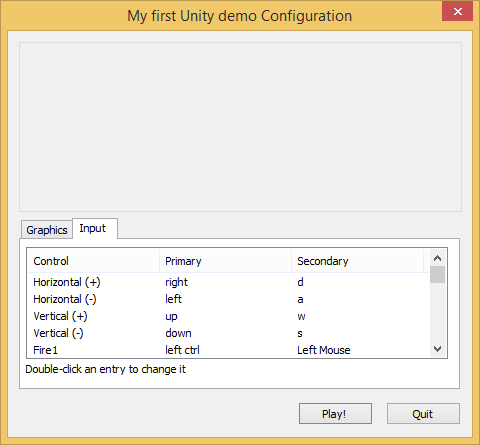 My first Unity demo Configuration
Graphics Input
Control Primary Secondary
Horizontal (+) right d
Horizontal (-) left a
Vertical (+) up w
Vertical (-) down s
Fire1 left ctrl Left Mouse
Double-click an entry to change it
Play! Quit